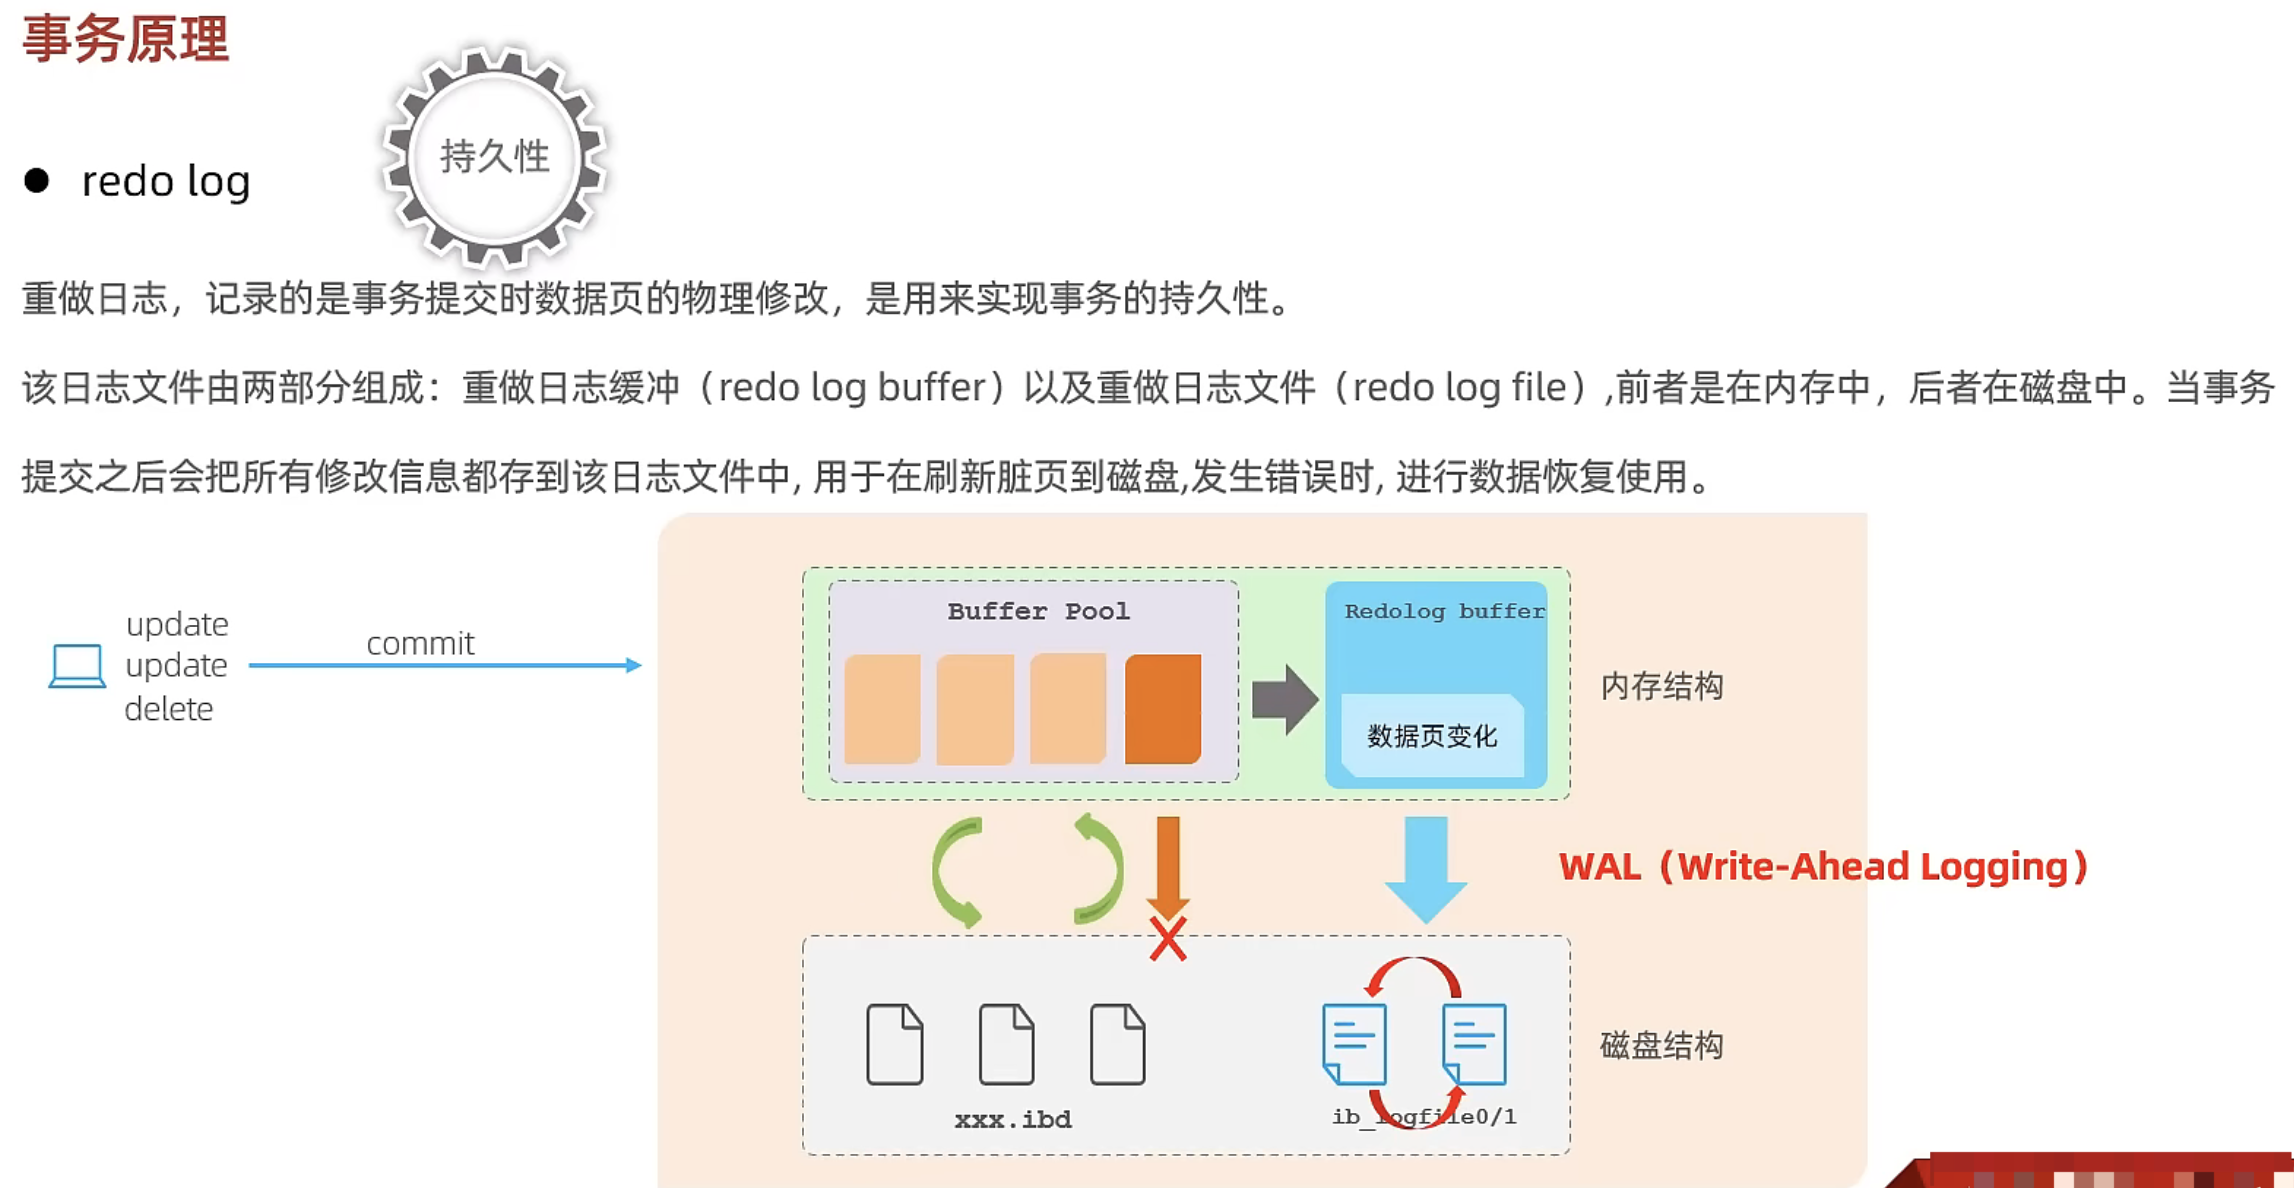 事务原理
持久性
● redo log
重做日志，记录的是事务提交时数据页的物理修改，是用来实现事务的持久性。
该日志文件由两部分组成：重做日志缓冲（redo log buffer）以及重做日志文件（redo log file）,前者是在内存中，后者在磁盘中。当事务
提交之后会把所有修改信息都存到该日志文件中, 用于在刷新脏页到磁盘,发生错误时, 进行数据恢复使用。
update
update
delete
commit
Buffer Pool
Redolog buffer
数据页变化
内存结构
WAL（Write-Ahead Logging）
磁盘结构
xxx.ibd
ib_logfile0/1